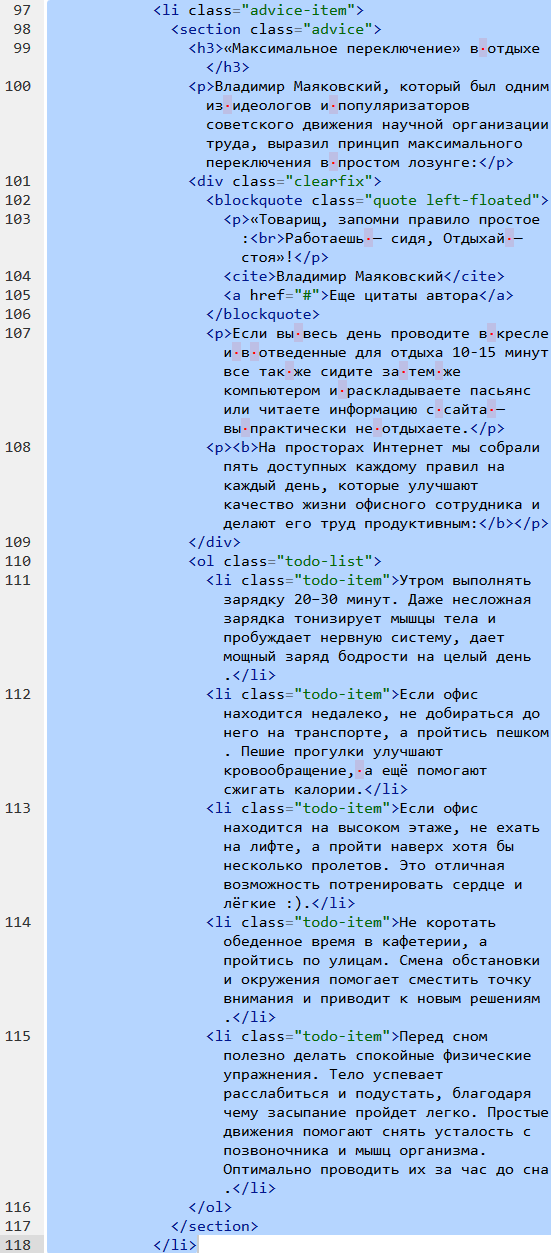 97 <li class="advice-item">
98 <section class="advice">
99 <h3>«Максимальное переключение» в·отдыхе
</h3>
100 <p>Владимир Маяковский, который был одним
из·идеологов и·популяризаторов
советского движения научной организации
труда, выразил принцип максимального
переключения в·простом лозунге:</p>
101 <div class="clearfix">
102 <blockquote class="quote left-floated">
103 <p>«Товарищ, запомни правило простое
:<br>Работаешь·— сидя, Отдыхай·—
стоя»!</p>
104 <cite>Владимир Маяковский</cite>
105 <a href="#">Еще цитаты автора</a>
106 </blockquote>
107 <p>Если вы·весь день проводите в·кресле
и·в·отведенные для отдыха 10-15 минут
все так·же сидите за·тем·же
компьютером и·раскладываете пасьянс
или читаете информацию с·сайта·—
вы·практически не·отдыхаете.</p>
108 <p><b>На просторах Интернет мы собрали
пять доступных каждому правил на
каждый день, которые улучшают
качество жизни офисного сотрудника и
делают его труд продуктивным:</b></p>
109 </div>
110 <ol class="todo-list">
111 <li class="todo-item">Утром выполнять
зарядку 20–30 минут. Даже несложная
зарядка тонизирует мышцы тела и
пробуждает нервную систему, дает
мощный заряд бодрости на целый день
.</li>
112 <li class="todo-item">Если офис
находится недалеко, не добираться до
него на транспорте, а пройтись пешком
. Пешие прогулки улучшают
кровообращение,·а ещё помогают
сжигать калории.</li>
113 <li class="todo-item">Если офис
находится на высоком этаже, не ехать
на лифте, а пройти наверх хотя бы
несколько пролетов. Это отличная
возможность потренировать сердце и
лёгкие :).</li>
114 <li class="todo-item">Не коротать
обеденное время в кафетерии, а
пройтись по улицам. Смена обстановки
и окружения помогает сместить точку
внимания и приводит к новым решениям
.</li>
115 <li class="todo-item">Перед сном
полезно делать спокойные физические
упражнения. Тело успевает
расслабиться и подустать, благодаря
чему засыпание пройдет легко. Простые
движения помогают снять усталость с
позвоночника и мышц организма.
Оптимально проводить их за час до сна
.</li>
116 </ol>
117 </section>
118 </li>